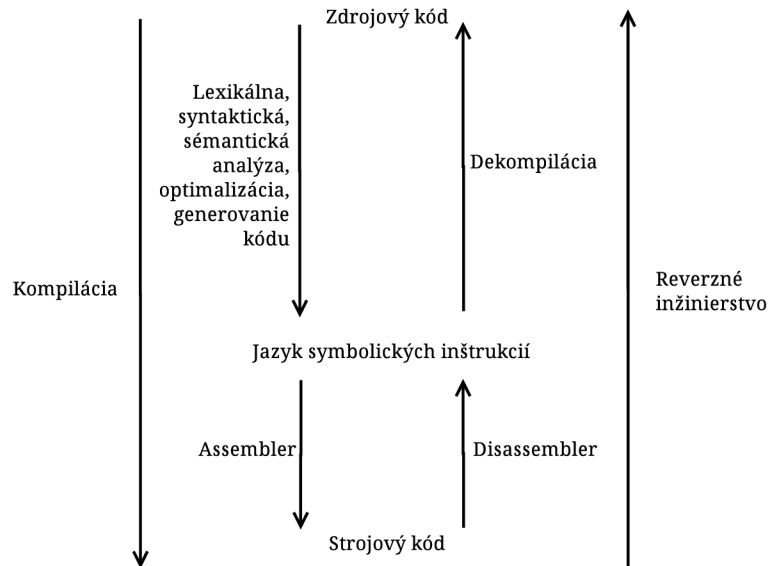 Zdrojový kód
Lexikálna,
syntaktická,
sémantická
analýza,
optimalizácia,
generovanie
kódu
Dekompilácia
Kompilácia
Reverzné
inžinierstvo
Jazyk symbolických inštrukcií
Assembler
Disassembler
Strojový kód